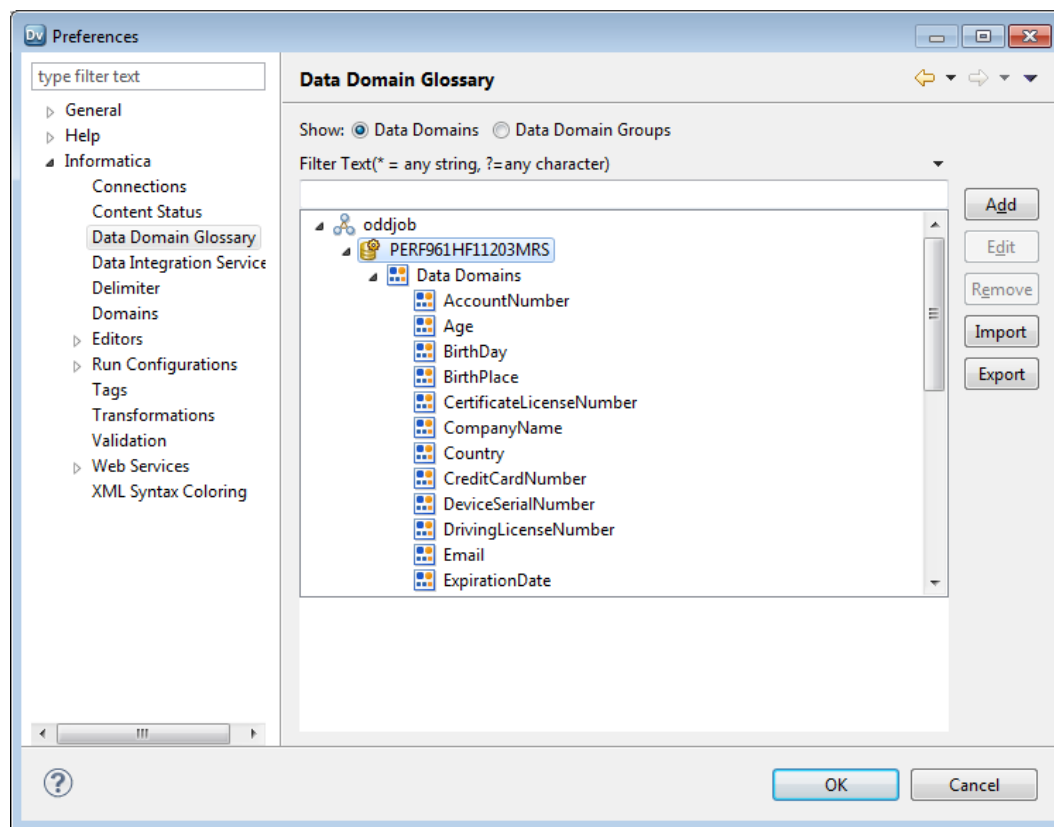 Dv Preferences
type filter text
General
Help
Informatica
Connections
Content Status
Data Domain Glossary
Data Integration Service
Delimiter
Domains
Editors
Run Configurations
Tags
Transformations
Validation
Web Services
XML Syntax Coloring
Data Domain Glossary
Show: Data Domains Data Domain Groups
Filter Text(* = any string, ?=any character)
oddjob
PERF961HF11203MRS
Data Domains
AccountNumber
Age
BirthDay
BirthPlace
CertificateLicenseNumber
CompanyName
Country
CreditCardNumber
DeviceSerialNumber
DrivingLicenseNumber
Email
ExpirationDate
Add
Edit
Remove
Import
Export
?
OK Cancel